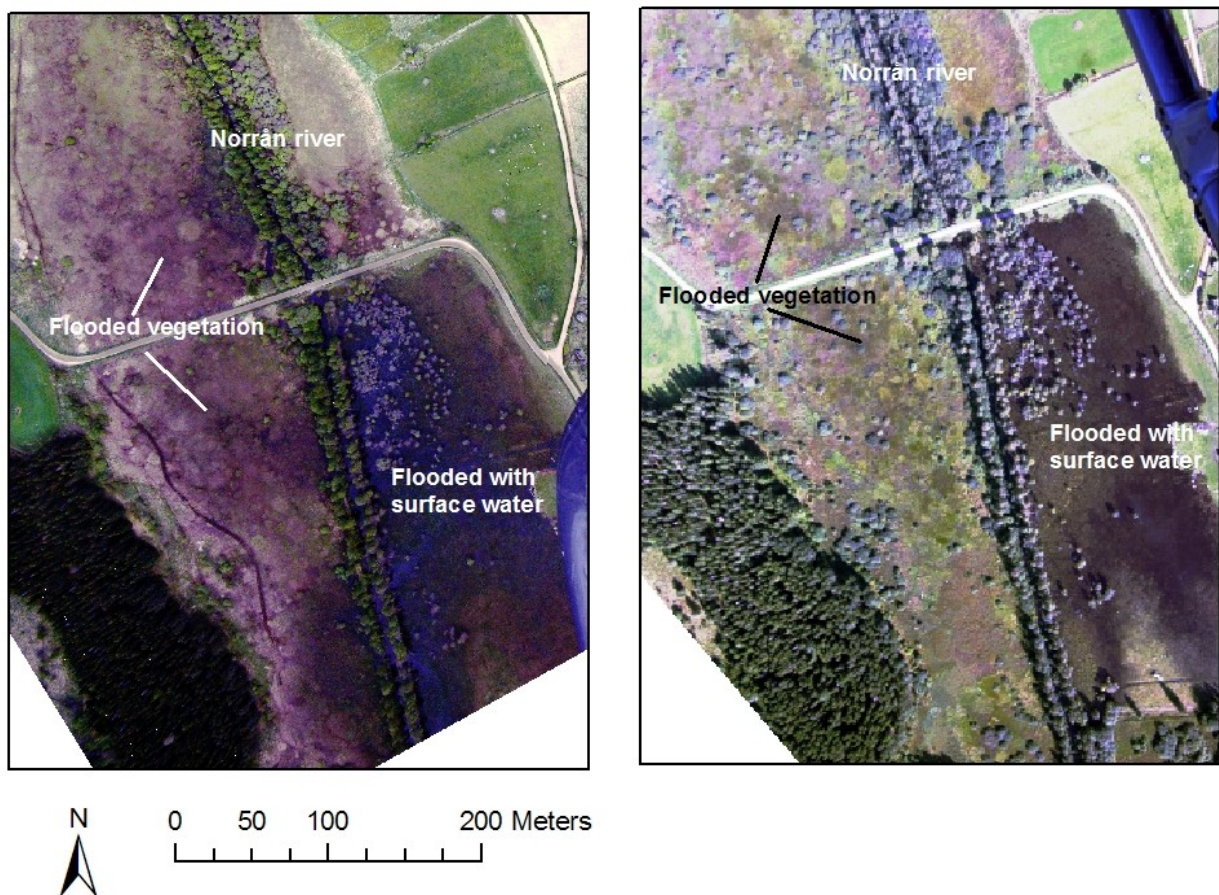 Norrån river
Flooded vegetation
Flooded with
surface water
Norrån river
Flooded vegetation
Flooded with
surface water
N
0 50 100 200 Meters